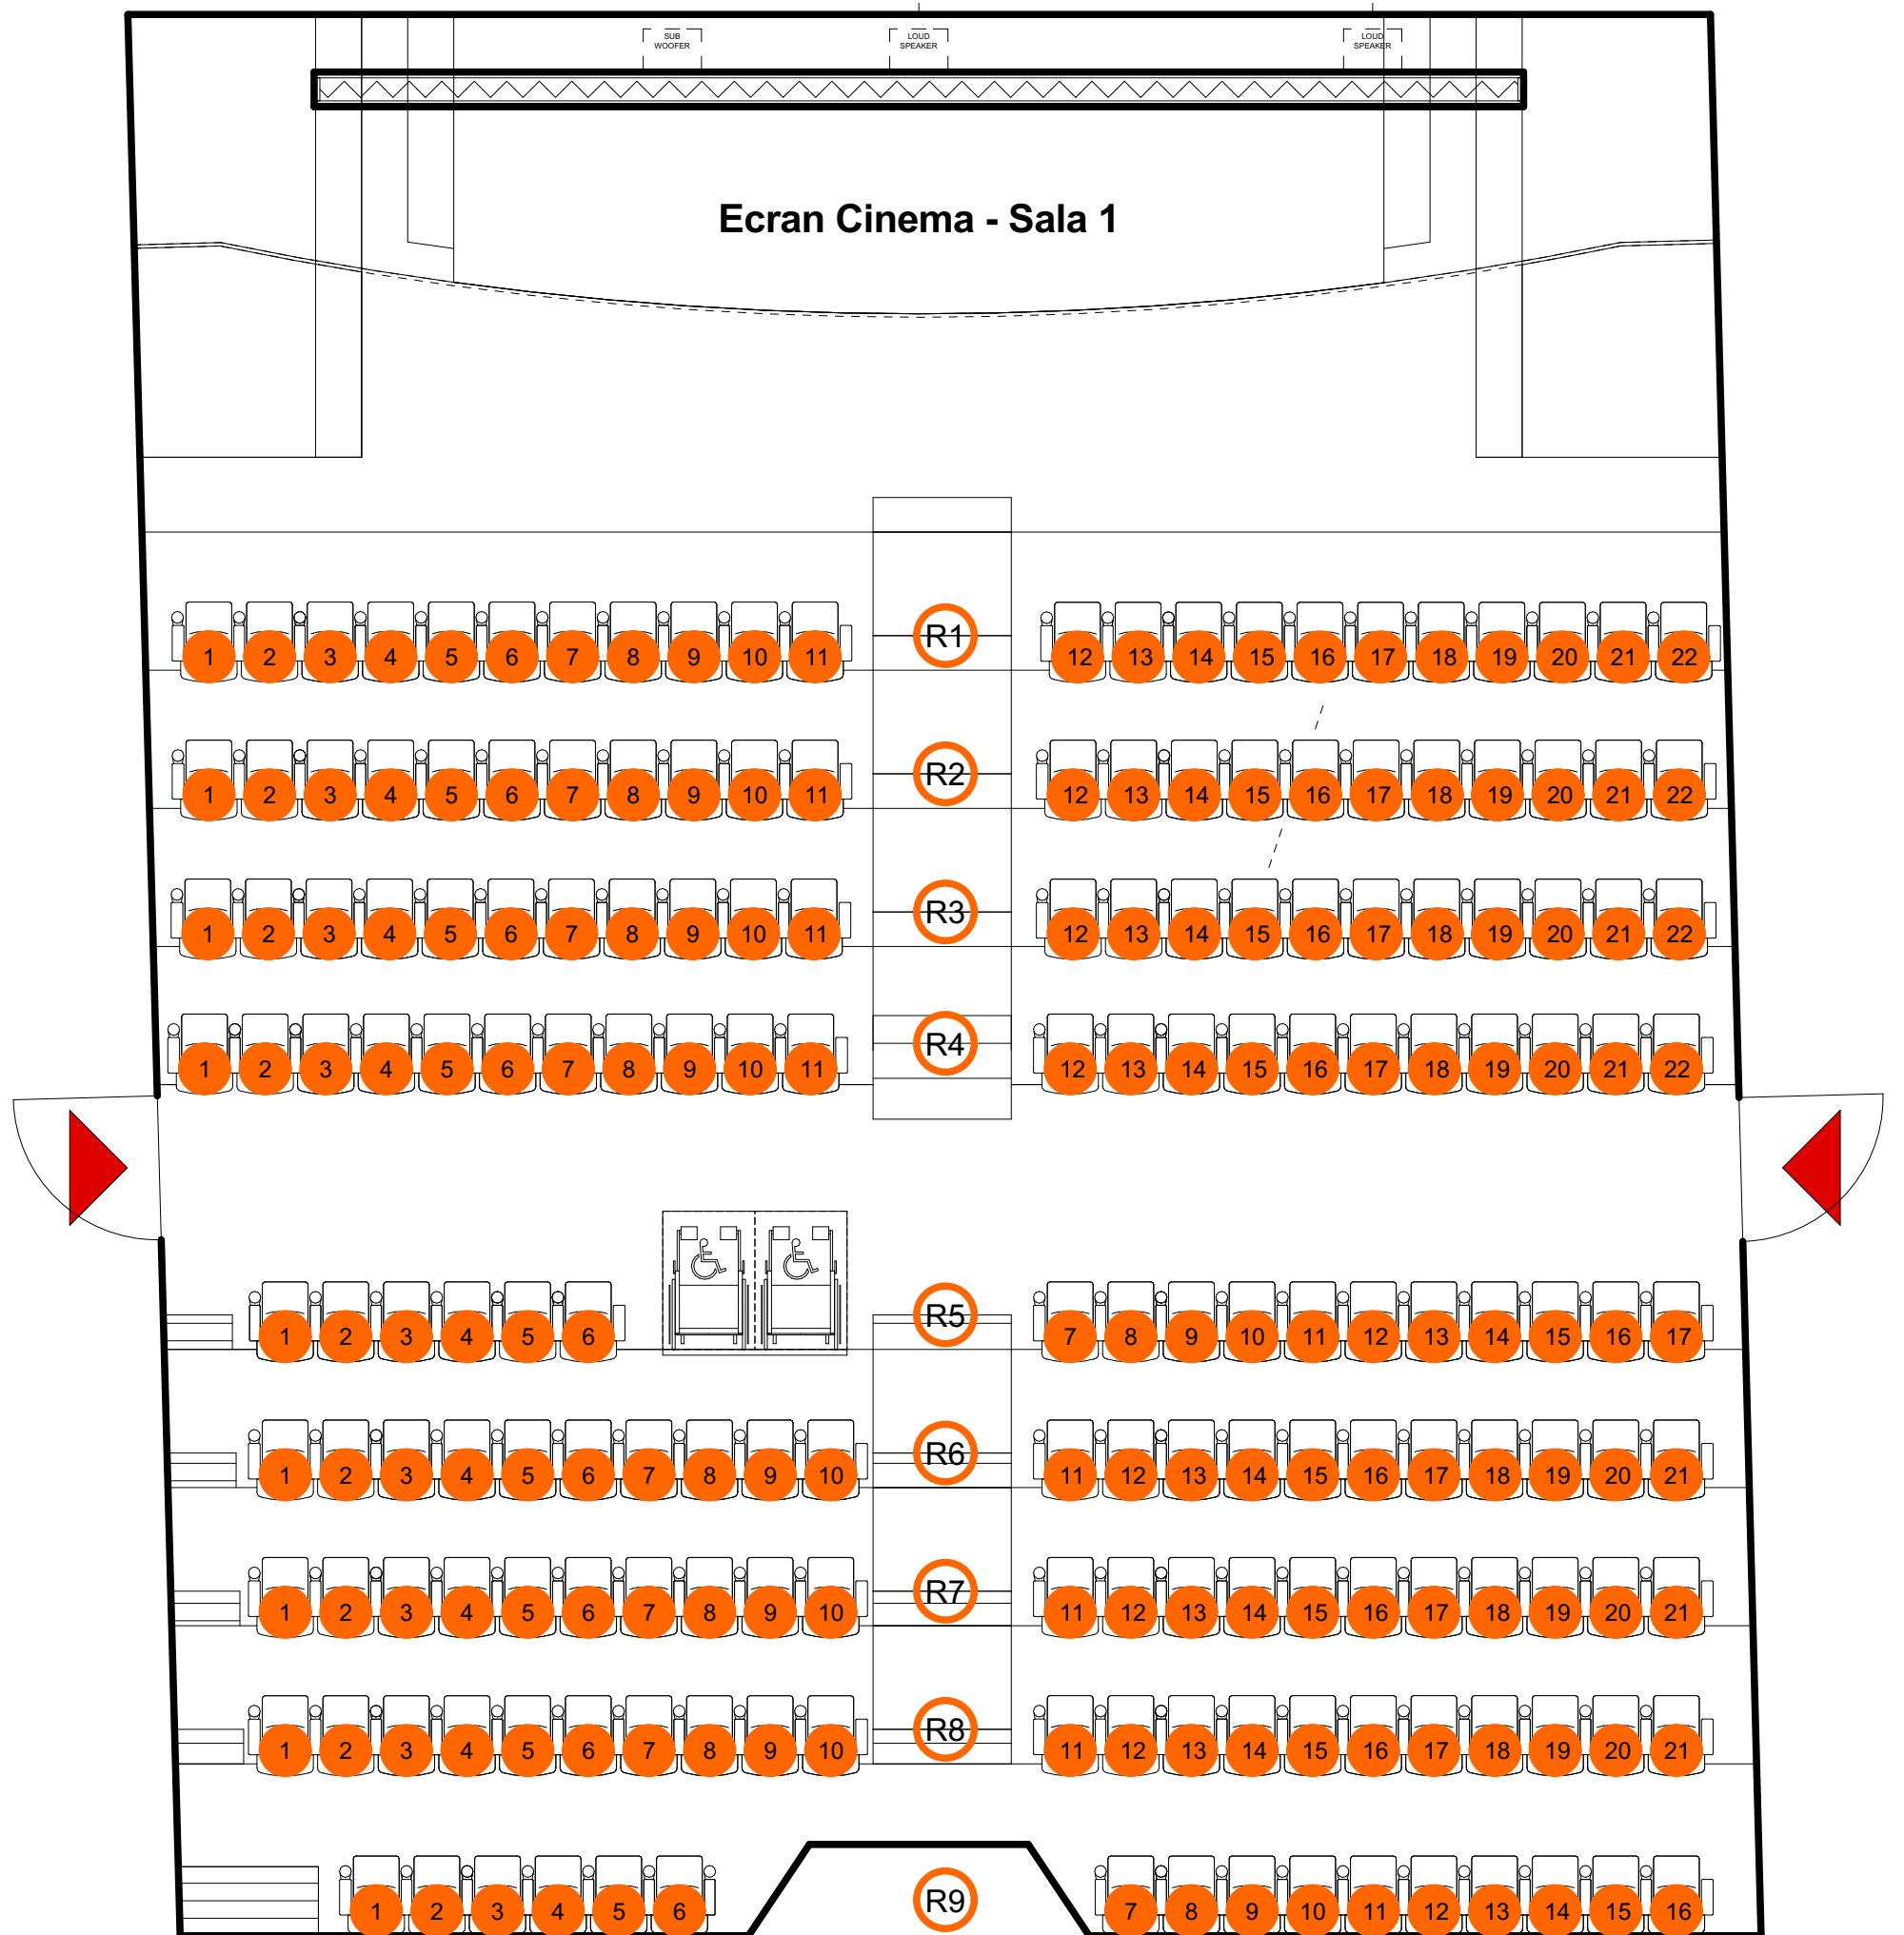 SUB
WOOFER
LOUD
SPEAKER
LOUD
SPEAKER
Ecran Cinema - Sala 1
1 2 3 4 5 6 7 8 9 10 11 R1 12 13 14 15 16 17 18 19 20 21 22
1 2 3 4 5 6 7 8 9 10 11 R2 12 13 14 15 16 17 18 19 20 21 22
1 2 3 4 5 6 7 8 9 10 11 R3 12 13 14 15 16 17 18 19 20 21 22
1 2 3 4 5 6 7 8 9 10 11 R4 12 13 14 15 16 17 18 19 20 21 22
1 2 3 4 5 6 R5 7 8 9 10 11 12 13 14 15 16 17
1 2 3 4 5 6 7 8 9 10 R6 11 12 13 14 15 16 17 18 19 20 21
1 2 3 4 5 6 7 8 9 10 R7 11 12 13 14 15 16 17 18 19 20 21
1 2 3 4 5 6 7 8 9 10 R8 11 12 13 14 15 16 17 18 19 20 21
1 2 3 4 5 6 R9 7 8 9 10 11 12 13 14 15 16